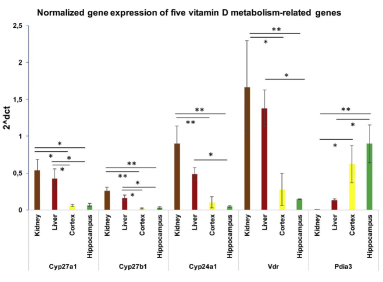 Normalized gene expression of five vitamin D metabolism-related genes
2^dct
2,5
2
1,5
1
0,5
0
* * * * *
** ** * *
** ** *
** * *
** * *
Kidney Liver Cortex Hippocampus Kidney Liver Cortex Hippocampus Kidney Liver Cortex Hippocampus Kidney Liver Cortex Hippocampus Kidney Liver Cortex Hippocampus
Cyp27a1 Cyp27b1 Cyp24a1 Vdr Pdia3